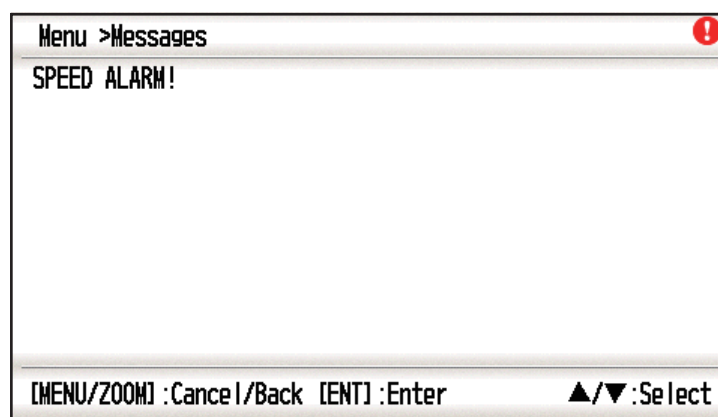 Menu >Messages
SPEED ALARM!
[MENU/ZOOM]:Cancel/Back [ENT]:Enter ▲/▼:Select